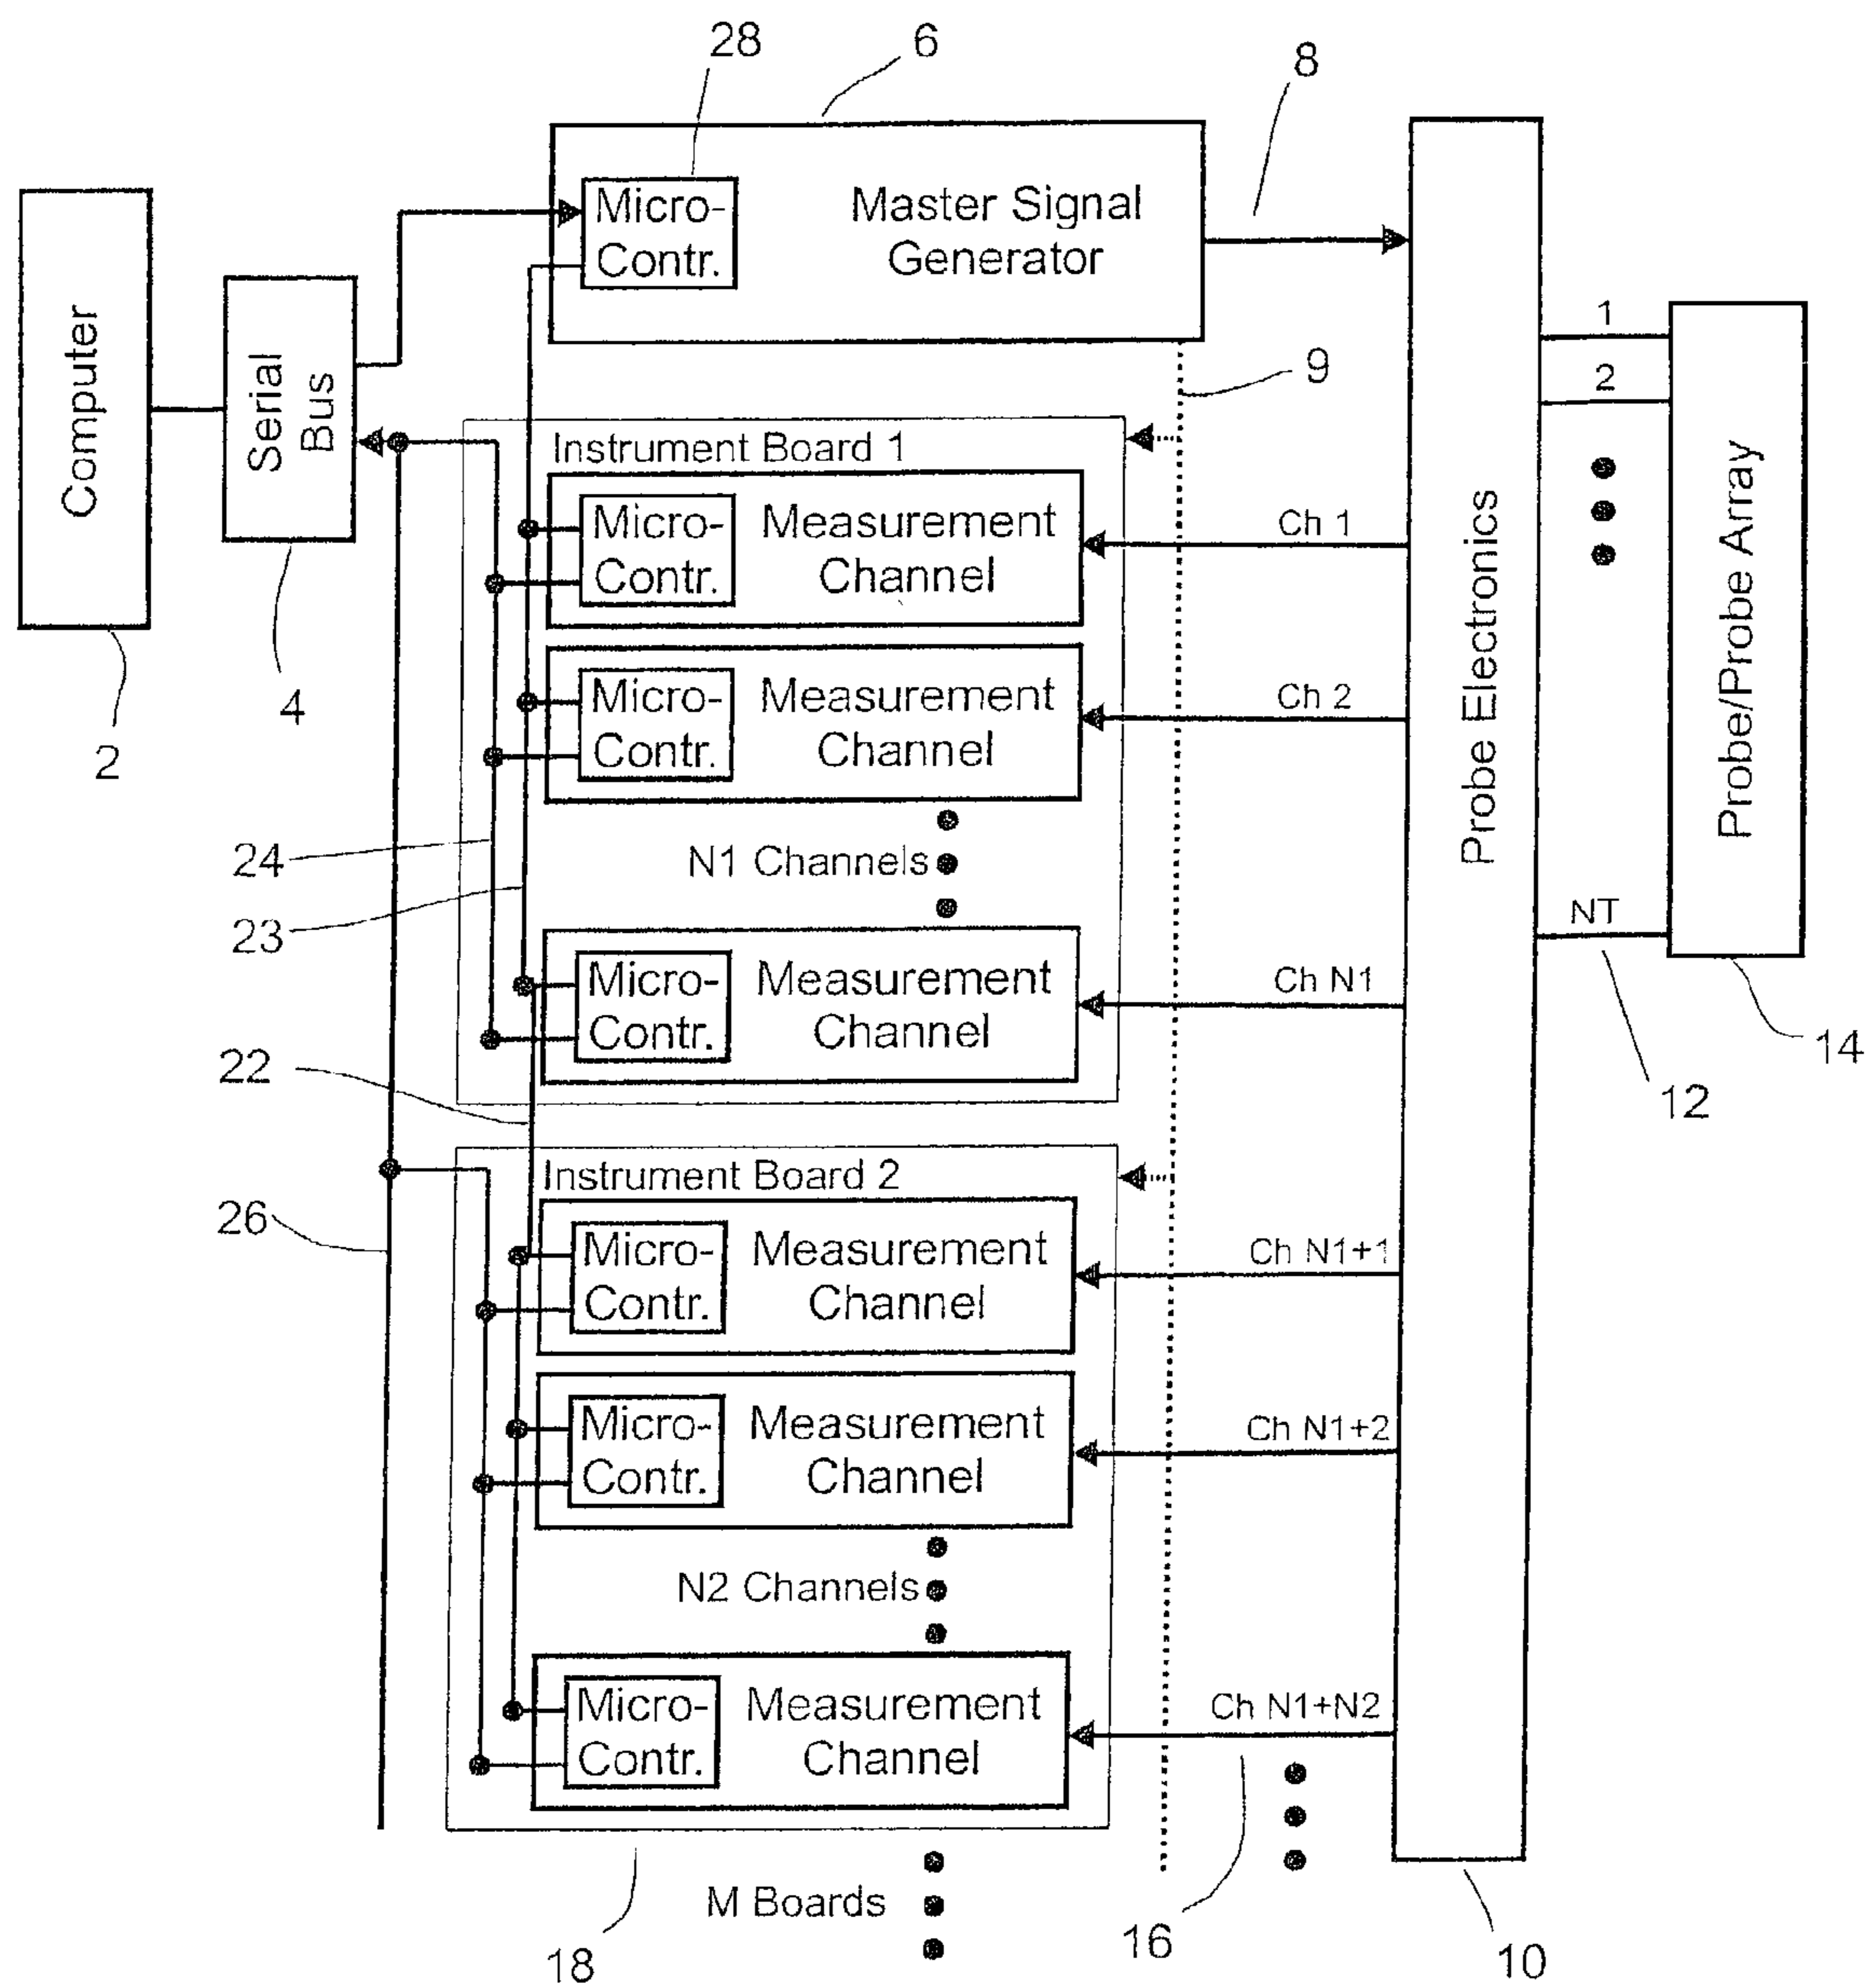 28
6
8
Micro-
Contr.
Master Signal
Generator
Computer
Serial
Bus
2
4
9
1
2
NT
12
Probe/Probe Array
14
Probe Electronics
10
Instrument Board 1
Micro-
Contr.
Measurement
Channel
Ch 1
Micro-
Contr.
Measurement
Channel
Ch 2
24
N1 Channels
23
Micro-
Contr.
Measurement
Channel
Ch N1
22
Instrument Board 2
26
Micro-
Contr.
Measurement
Channel
Ch N1+1
Micro-
Contr.
Measurement
Channel
Ch N1+2
N2 Channels
Micro-
Contr.
Measurement
Channel
Ch N1+N2
M Boards
18
16